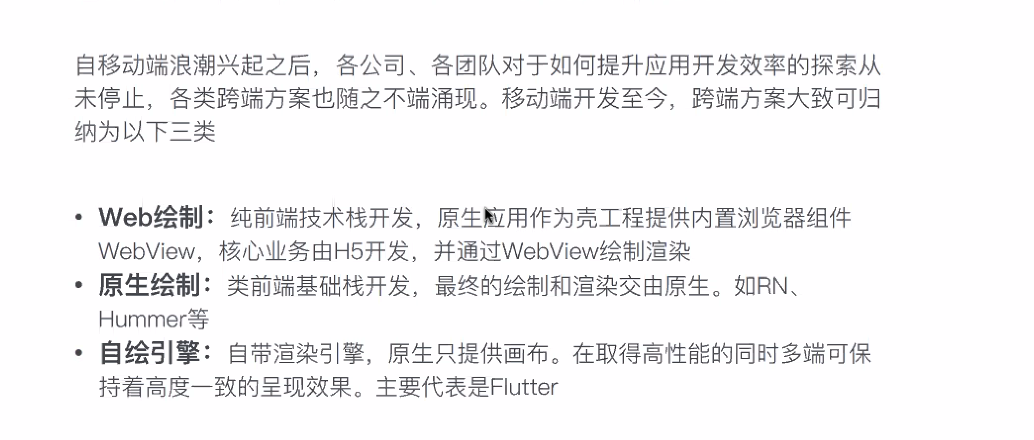 自移动端浪潮兴起之后，各公司、各团队对于如何提升应用开发效率的探索从
未停止，各类跨端方案也随之不端涌现。移动端开发至今，跨端方案大致可归
纳为以下三类
• Web绘制：纯前端技术栈开发，原生应用作为壳工程提供内置浏览器组件
WebView，核心业务由H5开发，并通过WebView绘制渲染
• 原生绘制：类前端基础栈开发，最终的绘制和渲染交由原生。如RN、
Hummer等
• 自绘引擎：自带渲染引擎，原生只提供画布。在取得高性能的同时多端可保
持着高度一致的呈现效果。主要代表是Flutter